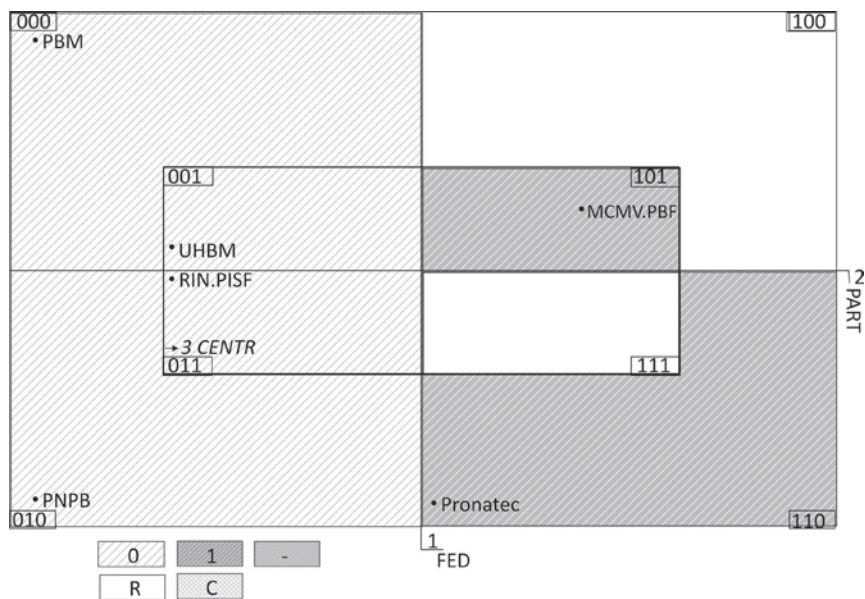 000
100
PBM
001
101
MCMV.PBF
UHBM
RIN.PISF
2
PART
3 CENTR
011
111
PNPB
Pronatec
010
110
1
FED
0
1
-
R
C